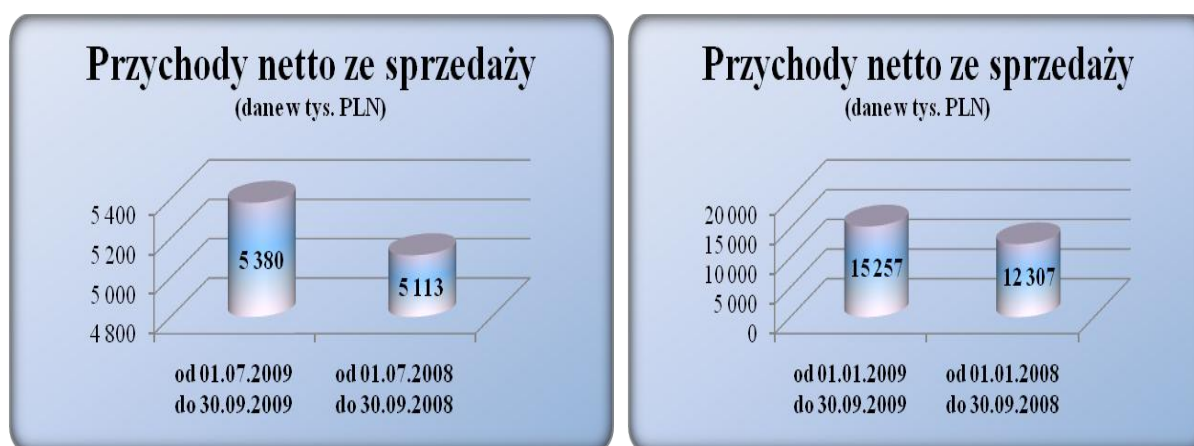 Przychody netto ze sprzedaży
(dane w tys. PLN)
5 400
5 200
5 000
4 800
5 380
5 113
od 01.07.2009
do 30.09.2009
od 01.07.2008
do 30.09.2008
Przychody netto ze sprzedaży
(dane w tys. PLN)
20 000
15 000
10 000
5 000
0
15 257
12 307
od 01.01.2009
do 30.09.2009
od 01.01.2008
do 30.09.2008